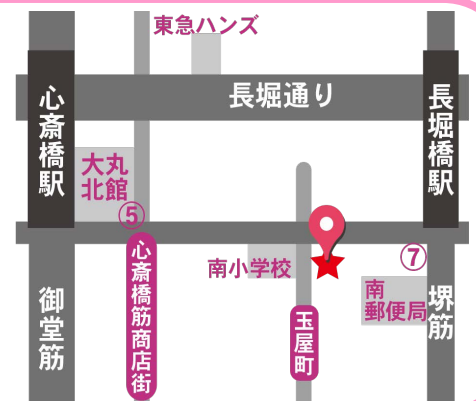 東急ハンズ
長堀通り
心斎橋駅
長堀橋駅
大丸
北館
⑤
心斎橋筋商店街
南小学校
⑦
南
郵便局
御堂筋
玉屋町
堺筋